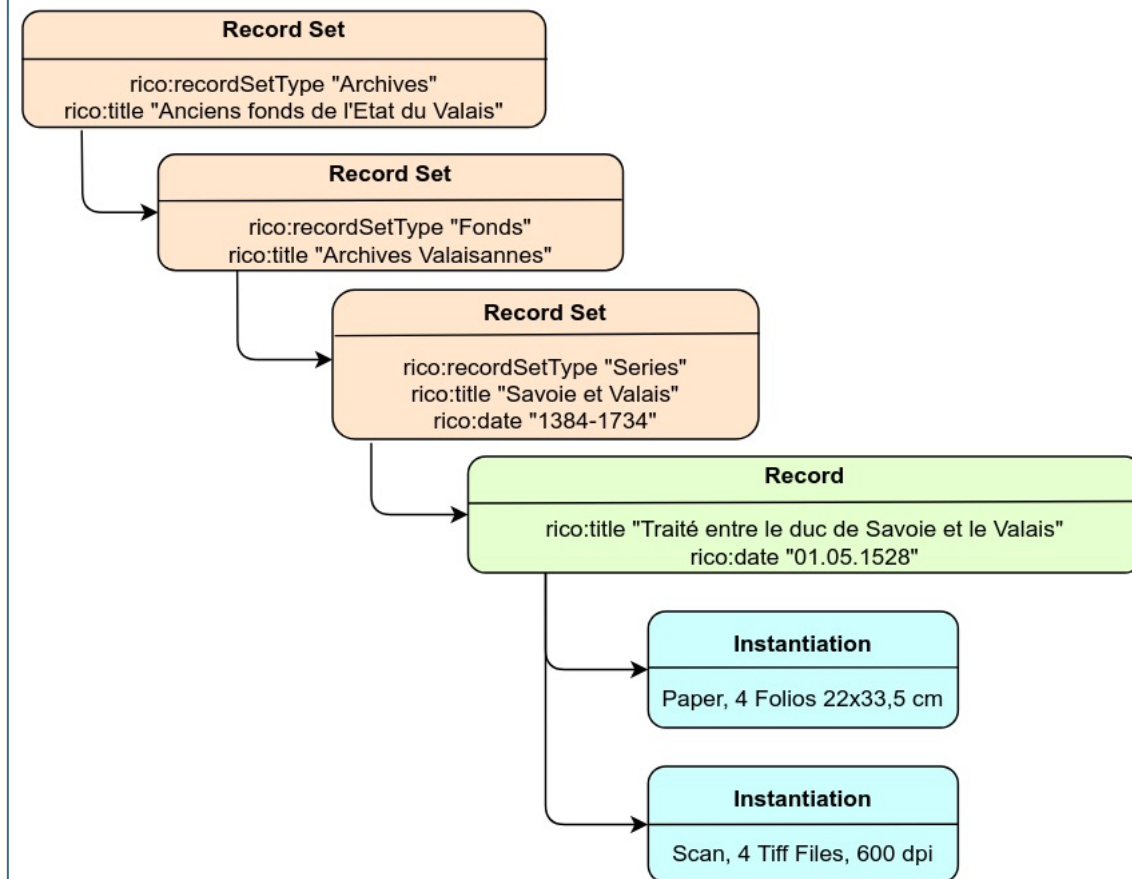 Record Set
rico:recordSetType "Archives"
rico:title "Anciens fonds de l'Etat du Valais"
Record Set
rico:recordSetType "Fonds"
rico:title "Archives Valaisannes"
Record Set
rico:recordSetType "Series"
rico:title "Savoie et Valais"
rico:date "1384-1734"
Record
rico:title "Traité entre le duc de Savoie et le Valais"
rico:date "01.05.1528"
Instantiation
Paper, 4 Folios 22x33,5 cm
Instantiation
Scan, 4 Tiff Files, 600 dpi